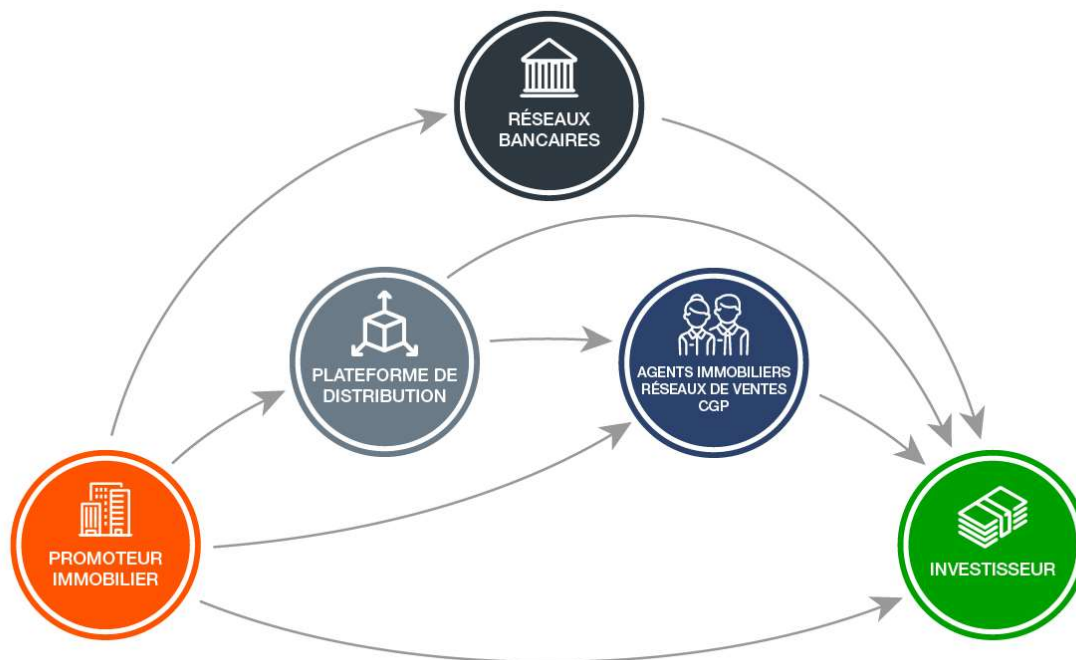 RÉSEAUX
BANCAIRES
PLATEFORME DE
DISTRIBUTION
AGENTS IMMOBILIERS
RÉSEAUX DE VENTES
CGP
PROMOTEUR
IMMOBILIER
INVESTISSEUR